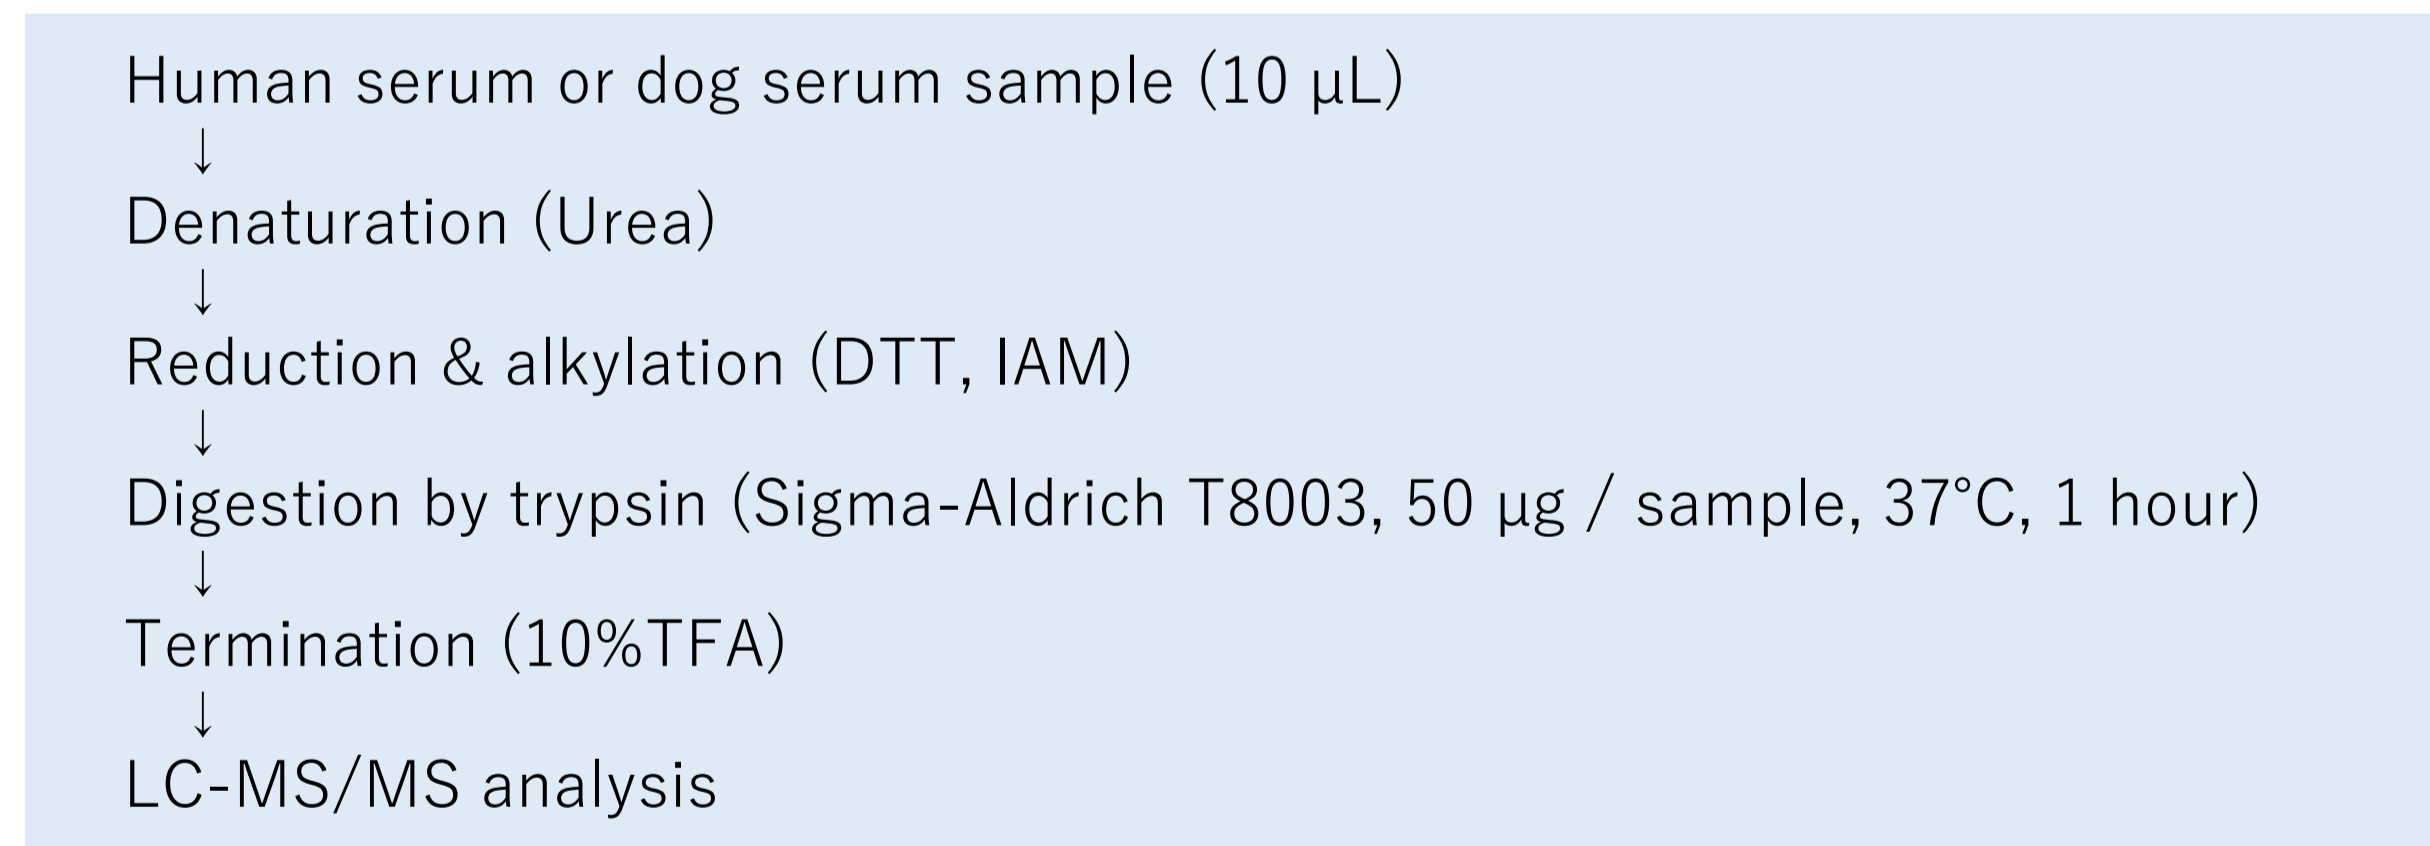 Human serum or dog serum sample (10 μL)
↓
Denaturation (Urea)
↓
Reduction & alkylation (DTT, IAM)
↓
Digestion by trypsin (Sigma-Aldrich T8003, 50 μg / sample, 37°C, 1 hour)
↓
Termination (10%TFA)
↓
LC-MS/MS analysis